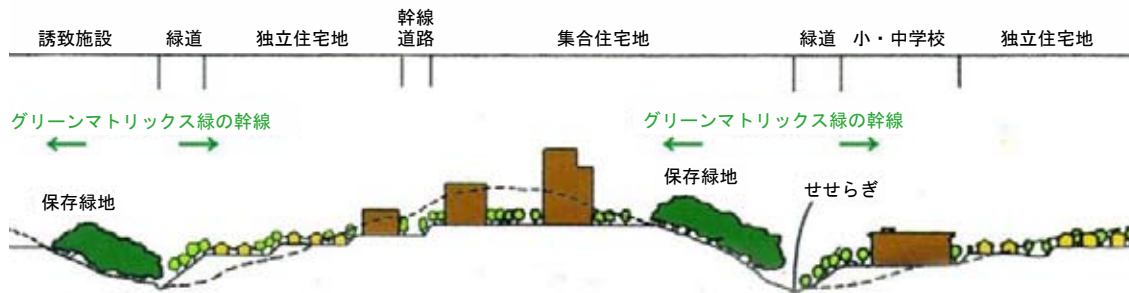 誘致施設
緑道
独立住宅地
幹線
道路
集合住宅地
緑道
小・中学校
独立住宅地
グリーンマトリックス緑の幹線
グリーンマトリックス緑の幹線
保存緑地
保存緑地
せせらぎ